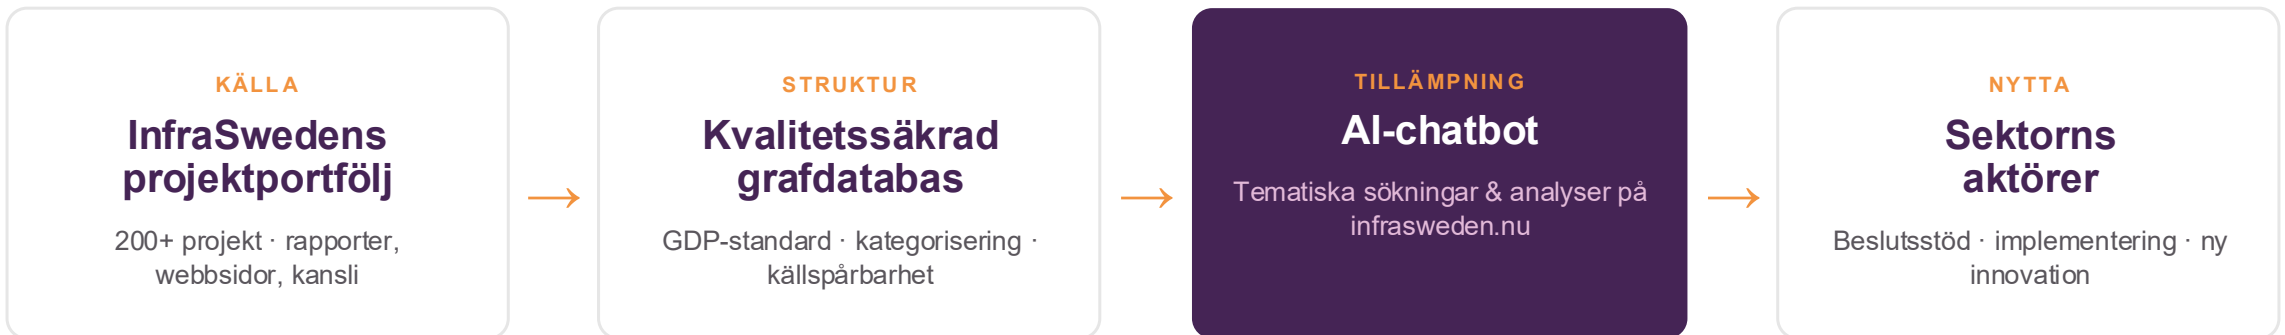 KÄLLA
InfraSwedens
projektportfölj
200+ projekt · rapporter,
webbsidor, kansli
→
STRUKTUR
Kvalitetssäkrad
grafdatabas
GDP-standard · kategorisering ·
källspårbarhet
→
TILLÄMPNING
AI-chatbot
Tematiska sökningar & analyser på
infrasweden.nu
→
NYTTA
Sektorns
aktörer
Beslutsstöd · implementering · ny
innovation